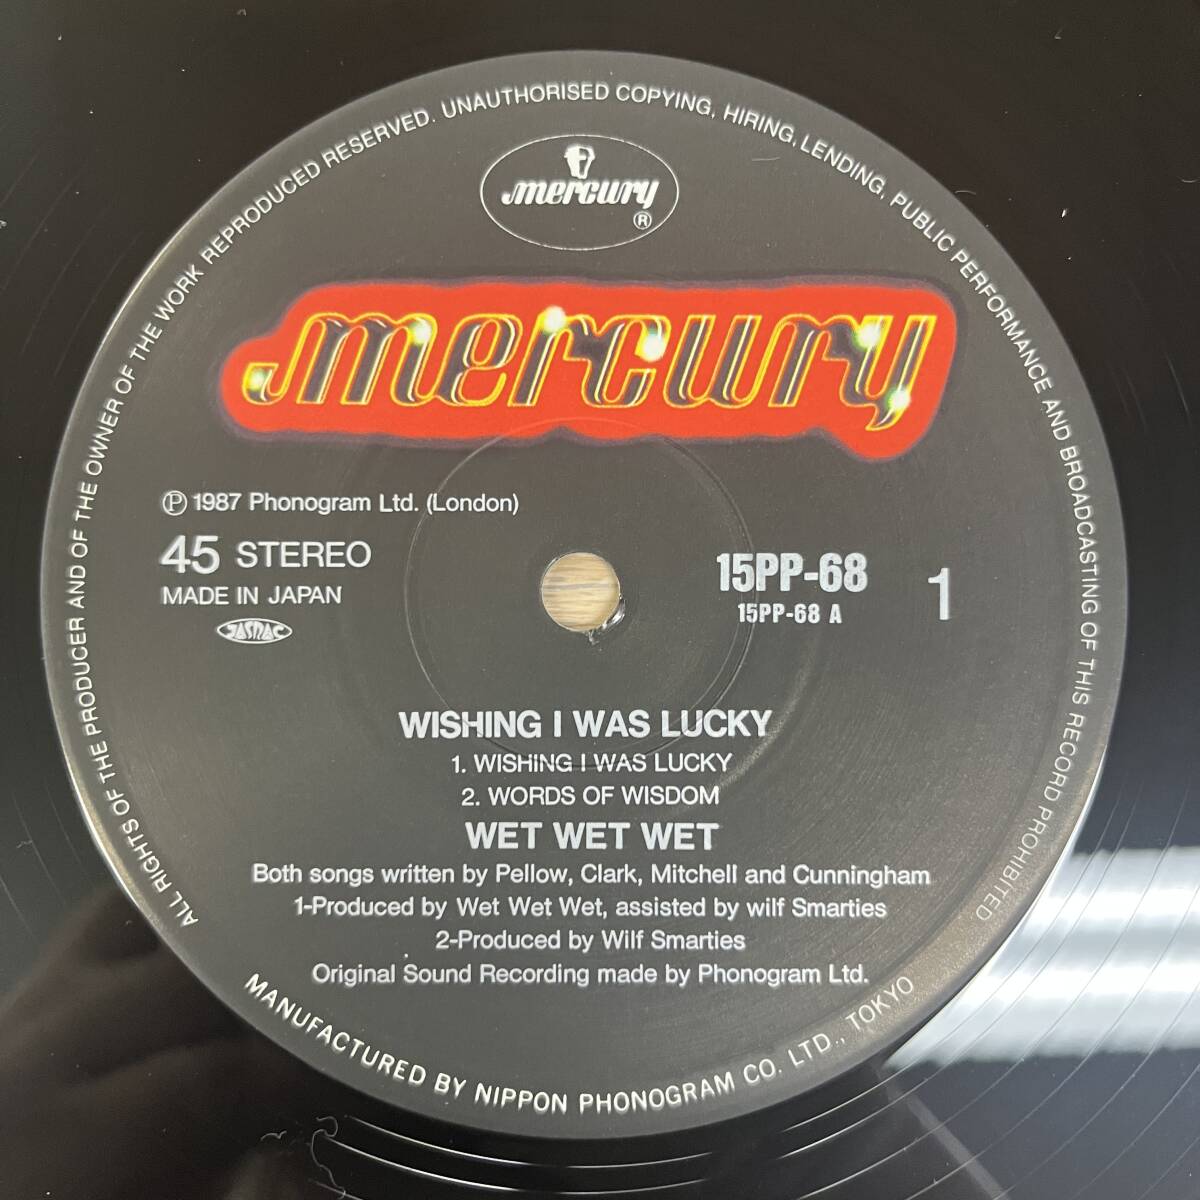 ALL RIGHTS OF THE PRODUCER AND OF THE OWNER OF THE WORK REPRODUCED RESERVED. UNAUTHORISED COPYING, HIRING, LENDING, PUBLIC PERFORMANCE AND BROADCASTING OF THIS RECORD PROHIBITED
mercury
®
mercury
℗ 1987 Phonogram Ltd. (London)
45 STEREO
MADE IN JAPAN
JASRAC
15PP-68
15PP-68 A
1
WISHING I WAS LUCKY
1. WISHING I WAS LUCKY
2. WORDS OF WISDOM
WET WET WET
Both songs written by Pellow, Clark, Mitchell and Cunningham
1-Produced by Wet Wet Wet, assisted by wilf Smarties
2-Produced by Wilf Smarties
Original Sound Recording made by Phonogram Ltd.
MANUFACTURED BY NIPPON PHONOGRAM CO. LTD., TOKYO